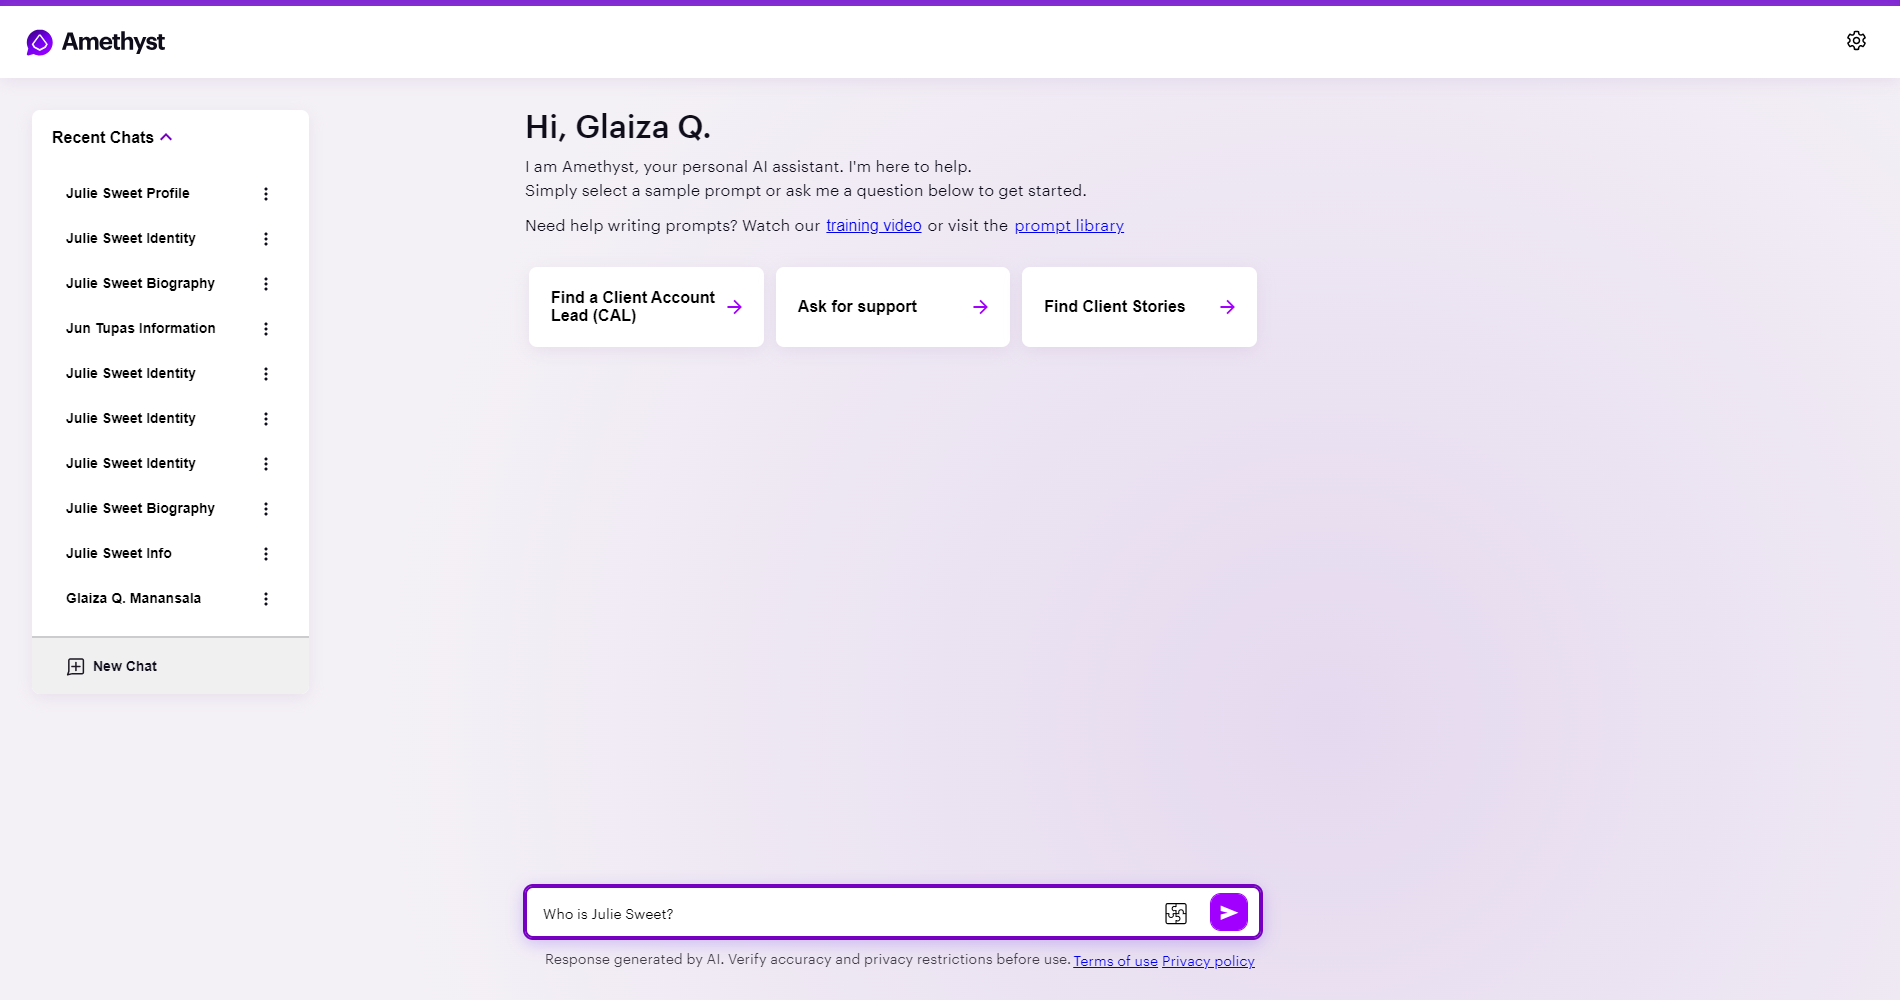 Amethyst
Recent Chats
Julie Sweet Profile
Julie Sweet Identity
Julie Sweet Biography
Jun Tupas Information
Julie Sweet Identity
Julie Sweet Identity
Julie Sweet Identity
Julie Sweet Biography
Julie Sweet Info
Glaiza Q. Manansala
New Chat
Hi, Glaiza Q.
I am Amethyst, your personal AI assistant. I'm here to help.
Simply select a sample prompt or ask me a question below to get started.
Need help writing prompts? Watch our training video or visit the prompt library
Find a Client Account
Lead (CAL)
Ask for support
Find Client Stories
Who is Julie Sweet?
Response generated by AI. Verify accuracy and privacy restrictions before use. Terms of use Privacy policy